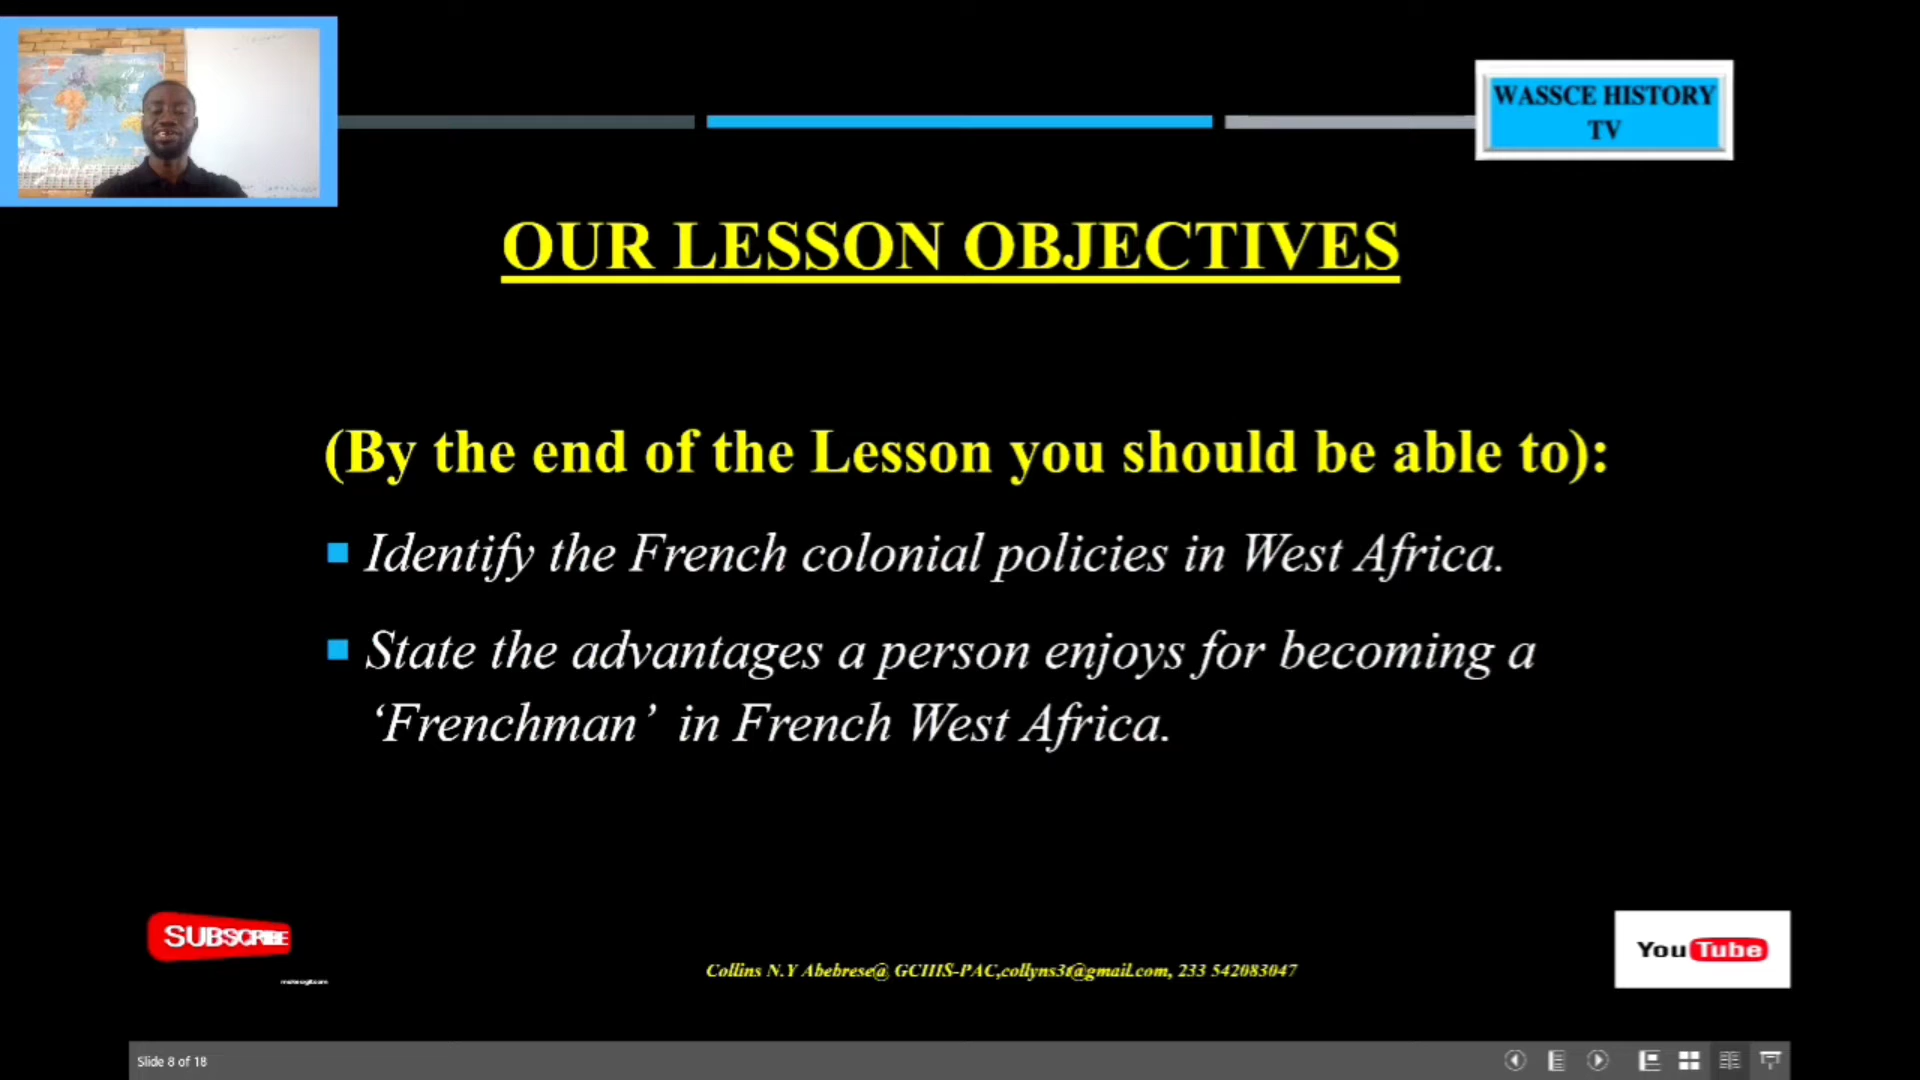 WASSCE HISTORY
TV
OUR LESSON OBJECTIVES
(By the end of the Lesson you should be able to):
Identify the French colonial policies in West Africa.
State the advantages a person enjoys for becoming a
‘Frenchman’ in French West Africa.
SUBSCRIBE
YouTube
Collins N.Y Abebrese@ GCIIIS-PAC,collyns3t@gmail.com, 233 542083047
Slide 8 of 18